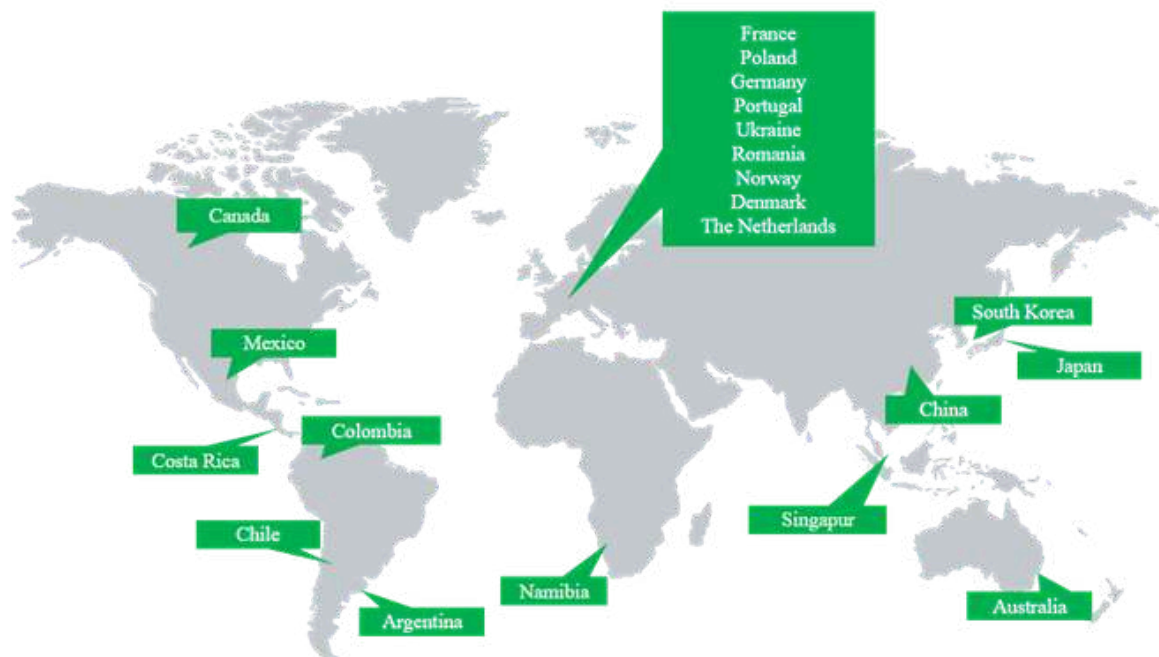 France
Poland
Germany
Portugal
Ukraine
Romania
Norway
Denmark
The Netherlands
Canada
South Korea
Mexico
Japan
China
Colombia
Costa Rica
Singapur
Chile
Namibia
Australia
Argentina